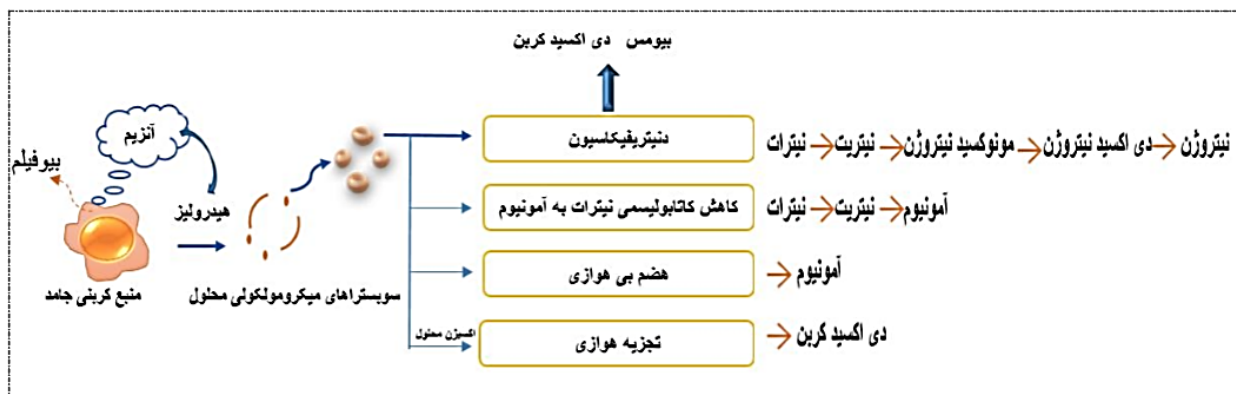 بیومس دی اکسید کربن
آنزیم
بیوفیلم
هیدرولیز
منبع کربنی جامد
سوبستراهای میکرومولکولی محلول
دنیتریفیکاسیون
نیترات → نیتریت → مونوکسید نیتروژن → دی اکسید نیتروژن → نیتروژن
کاهش کاتابولیسمی نیترات به آمونیوم
نیترات → نیتریت → آمونیوم
هضم بی هوازی
→ آمونیوم
اکسیژن محلول
تجزیه هوازی
→ دی اکسید کربن